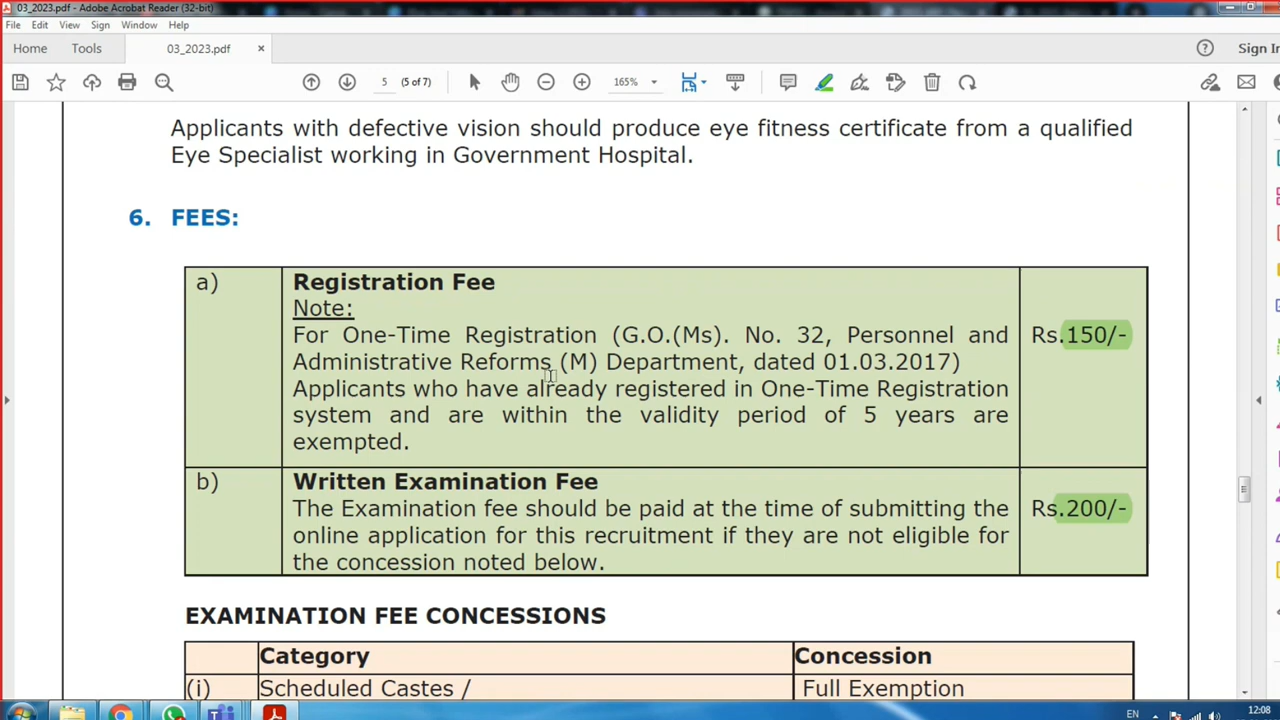 03_2023.pdf - Adobe Acrobat Reader (32-bit)
File Edit View Sign Window Help
Home Tools 03_2023.pdf × Sign In
5 (5 of 7) 165%
Applicants with defective vision should produce eye fitness certificate from a qualified
Eye Specialist working in Government Hospital.
6. FEES:
a) Registration Fee
Note:
For One-Time Registration (G.O.(Ms). No. 32, Personnel and Rs.150/-
Administrative Reforms (M) Department, dated 01.03.2017)
Applicants who have already registered in One-Time Registration
system and are within the validity period of 5 years are
exempted.
b) Written Examination Fee
The Examination fee should be paid at the time of submitting the Rs.200/-
online application for this recruitment if they are not eligible for
the concession noted below.
EXAMINATION FEE CONCESSIONS
Category Concession
(i) Scheduled Castes / Full Exemption
EN 12:08